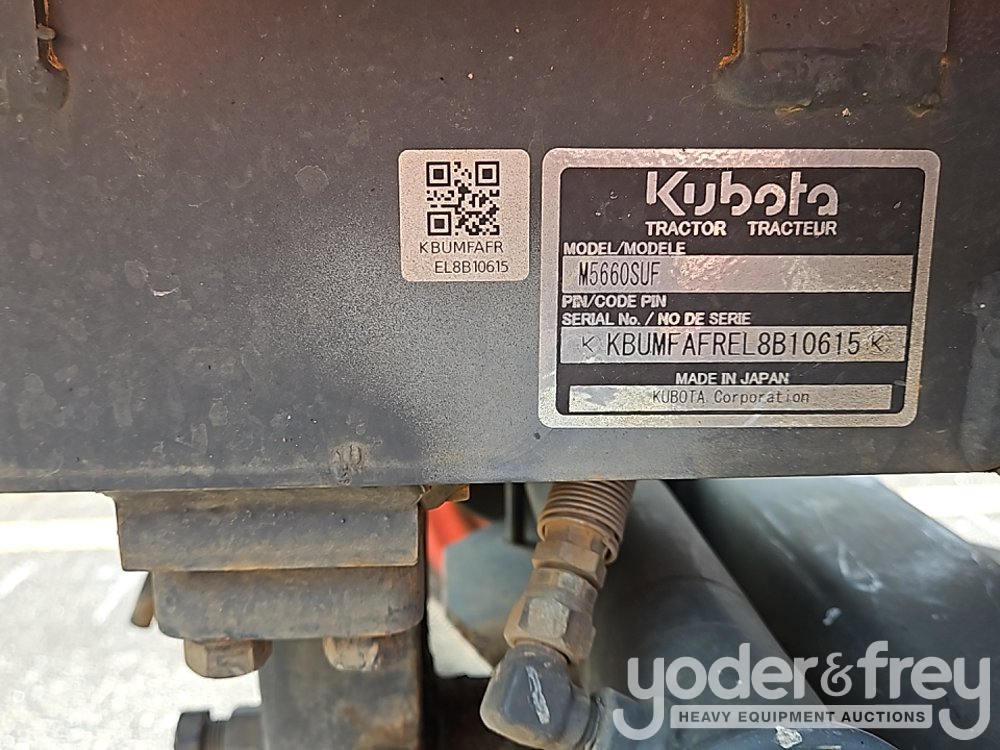 KBUMFAFR
EL8B10615
Kubota
TRACTOR TRACTEUR
MODEL/MODELE
M5660SUF
PIN/CODE PIN
SERIAL No. / NO DE SERIE
KBUMFAFREL8B10615
MADE IN JAPAN
KUBOTA Corporation
yoder&frey
HEAVY EQUIPMENT AUCTIONS